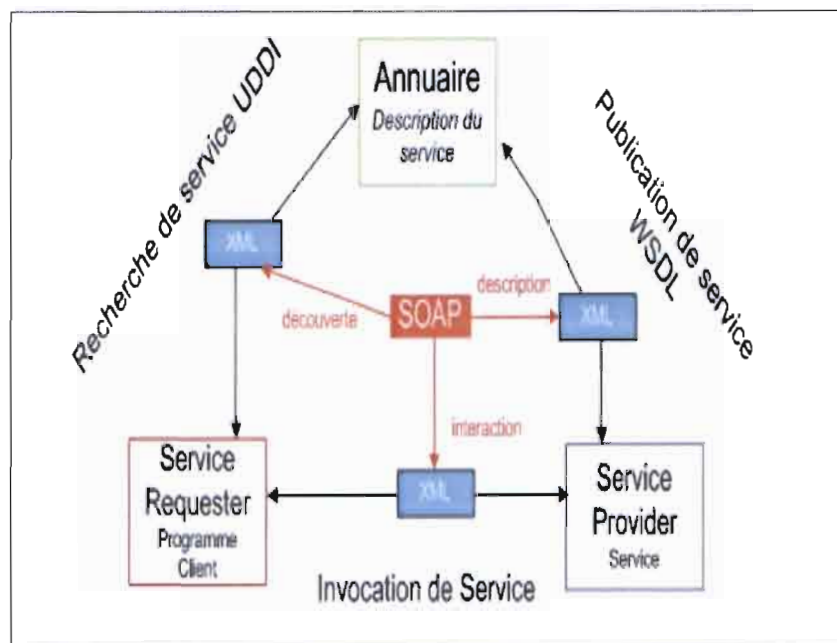 Annuaire
Description du
service
Recherche de service UDDI
Publication de service
WSDL
XML
SOAP
description
XML
decouverte
interaction
XML
Service
Requester
Programme
Client
Service
Provider
Service
Invocation de Service